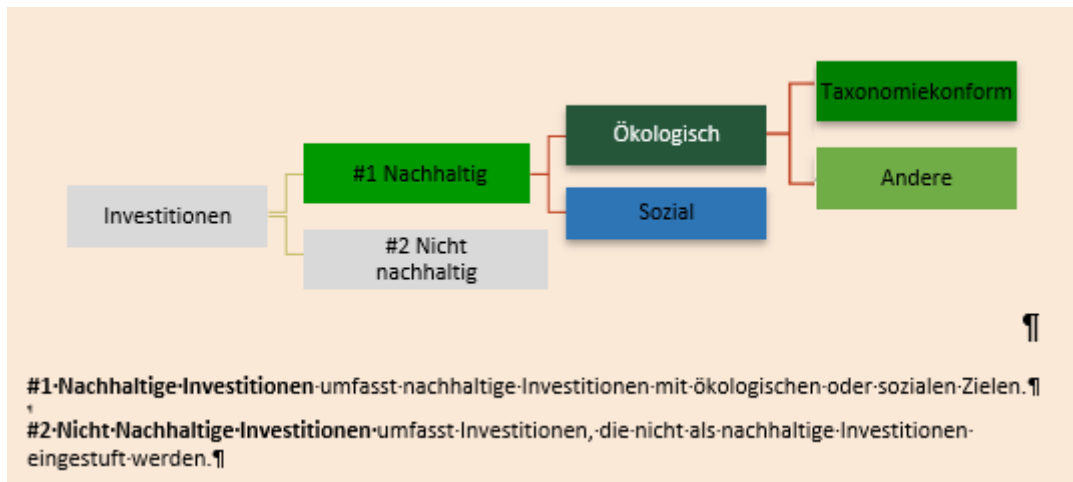 Investitionen
#1 Nachhaltig
#2 Nicht
nachhaltig
Ökologisch
Sozial
Taxonomiekonform
Andere
¶
#1·Nachhaltige·Investitionen·umfasst·nachhaltige·Investitionen·mit·ökologischen·oder·sozialen·Zielen.¶
¶
#2·Nicht·Nachhaltige·Investitionen·umfasst·Investitionen,·die·nicht·als·nachhaltige·Investitionen·
eingestuft·werden.¶